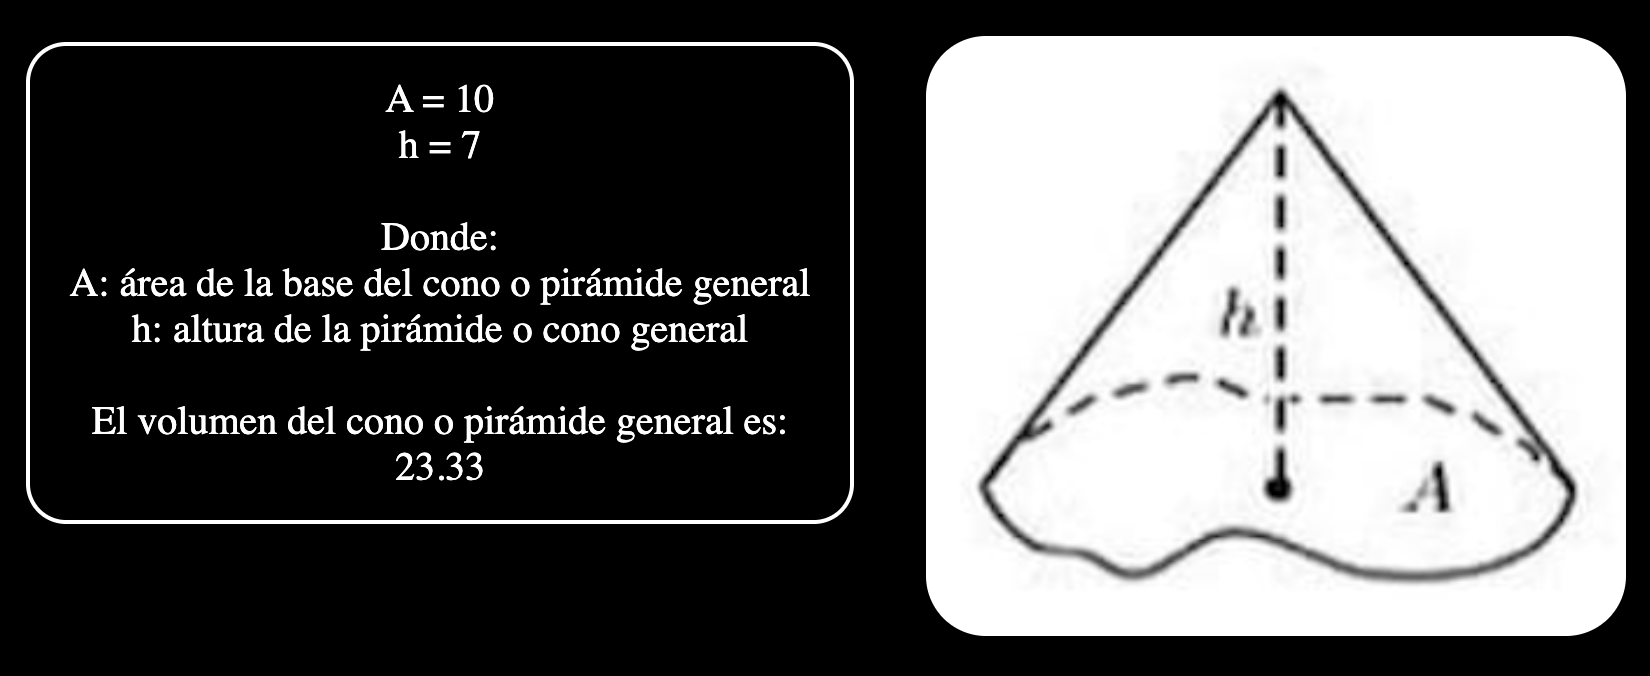 A = 10
h = 7
Donde:
A: área de la base del cono o pirámide general
h: altura de la pirámide o cono general
El volumen del cono o pirámide general es:
23.33
h
A